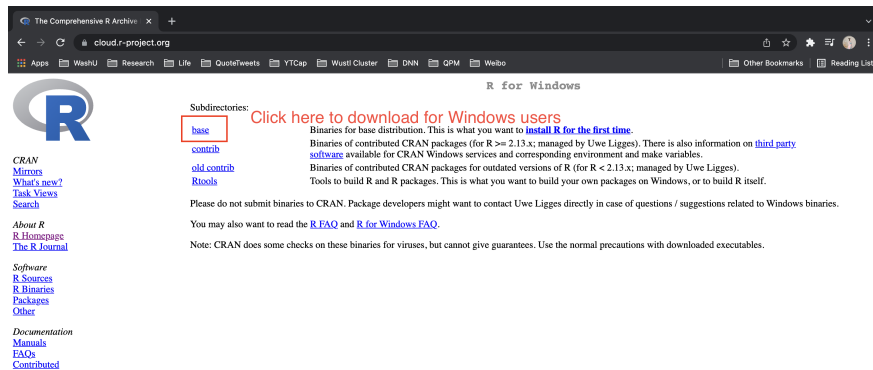 The Comprehensive R Archive
cloud.r-project.org
Apps WashU Research Life QuoteTweets YTCap Wustl Cluster DNN QPM Weibo Other Bookmarks Reading List
R
R for Windows
Subdirectories:
Click here to download for Windows users
base Binaries for base distribution. This is what you want to install R for the first time.
contrib Binaries of contributed CRAN packages (for R >= 2.13.x; managed by Uwe Ligges). There is also information on third party
software available for CRAN Windows services and corresponding environment and make variables.
old contrib Binaries of contributed CRAN packages for outdated versions of R (for R < 2.13.x; managed by Uwe Ligges).
Rtools Tools to build R and R packages. This is what you want to build your own packages on Windows, or to build R itself.
Please do not submit binaries to CRAN. Package developers might want to contact Uwe Ligges directly in case of questions / suggestions related to Windows binaries.
You may also want to read the R FAQ and R for Windows FAQ.
Note: CRAN does some checks on these binaries for viruses, but cannot give guarantees. Use the normal precautions with downloaded executables.
CRAN
Mirrors
What's new?
Task Views
Search
About R
R Homepage
The R Journal
Software
R Sources
R Binaries
Packages
Other
Documentation
Manuals
FAQs
Contributed